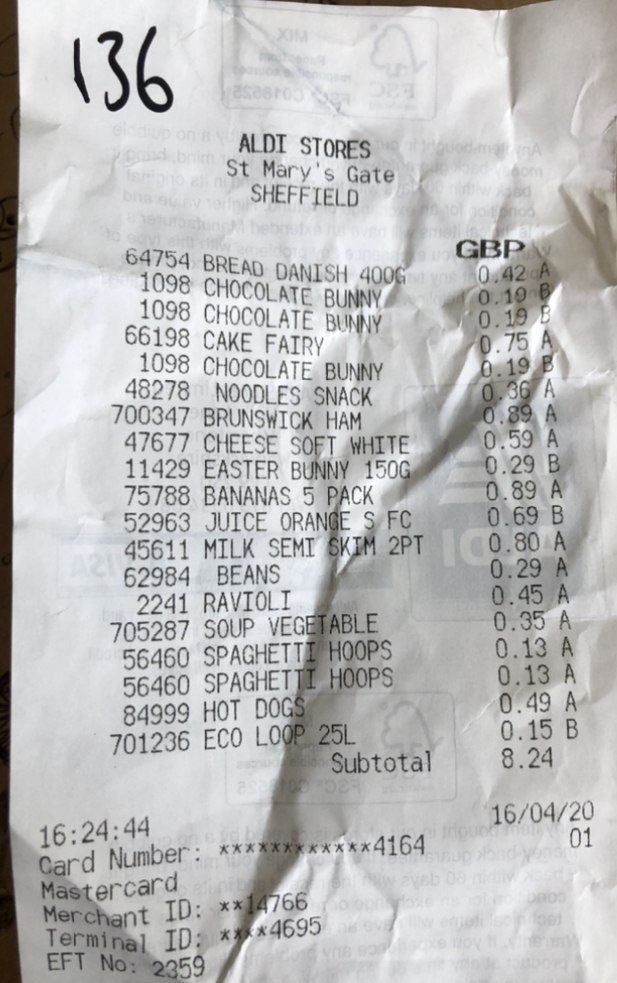 136
ALDI STORES
St Mary's Gate
SHEFFIELD
GBP
64754 BREAD DANISH 400G 0.42 A
1098 CHOCOLATE BUNNY 0.19 B
1098 CHOCOLATE BUNNY 0.19 B
66198 CAKE FAIRY 0.75 A
1098 CHOCOLATE BUNNY 0.19 B
48278 NOODLES SNACK 0.36 A
700347 BRUNSWICK HAM 0.89 A
47677 CHEESE SOFT WHITE 0.59 A
11429 EASTER BUNNY 150G 0.29 B
75788 BANANAS 5 PACK 0.89 A
52963 JUICE ORANGE S FC 0.69 B
45611 MILK SEMI SKIM 2PT 0.80 A
62984 BEANS 0.29 A
2241 RAVIOLI 0.45 A
705287 SOUP VEGETABLE 0.35 A
56460 SPAGHETTI HOOPS 0.13 A
56460 SPAGHETTI HOOPS 0.13 A
84999 HOT DOGS 0.49 A
701236 ECO LOOP 25L 0.15 B
Subtotal 8.24
16:24:44 16/04/20
Card Number: ************4164 01
Mastercard
Merchant ID: **14766
Terminal ID: ****4695
EFT No: 2359